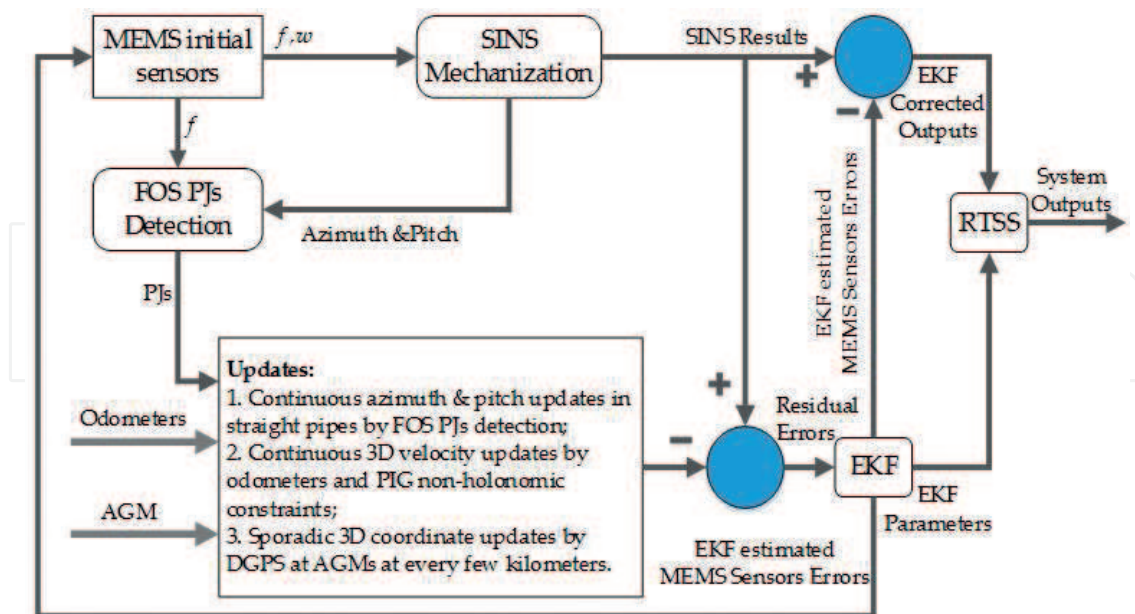 MEMS initial
sensors
f,w
SINS
Mechanization
SINS Results
+
−
EKF
Corrected
Outputs
f
FOS PJs
Detection
Azimuth &Pitch
EKF estimated
MEMS Sensors Errors
System
Outputs
RTSS
PJs
Updates:
1. Continuous azimuth & pitch updates in
straight pipes by FOS PJs detection;
2. Continuous 3D velocity updates by
odometers and PIG non-holonomic
constraints;
3. Sporadic 3D coordinate updates by
DGPS at AGMs at every few kilometers.
Odometers
AGM
+
−
Residual
Errors
EKF
EKF
Parameters
EKF estimated
MEMS Sensors Errors